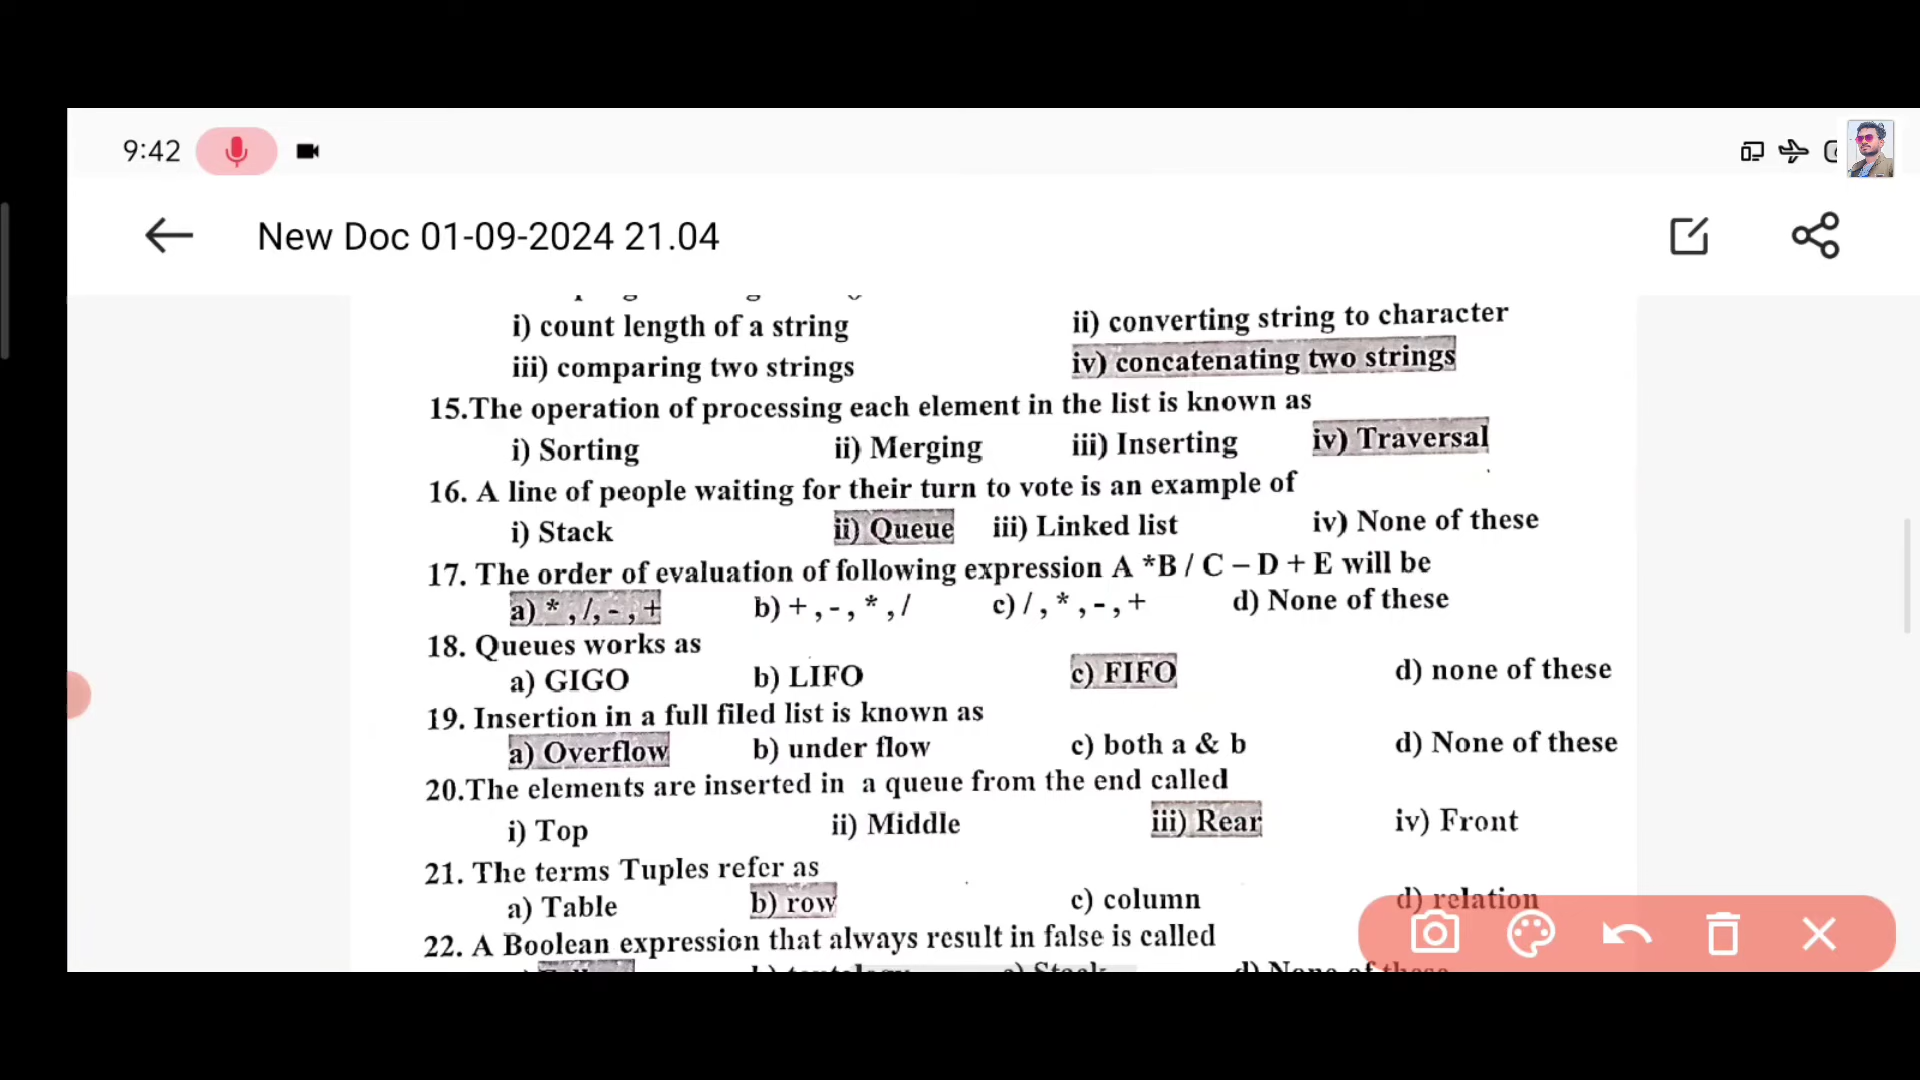 9:42
New Doc 01-09-2024 21.04
i) count length of a string ii) converting string to character
iii) comparing two strings iv) concatenating two strings
15.The operation of processing each element in the list is known as
i) Sorting ii) Merging iii) Inserting iv) Traversal
16. A line of people waiting for their turn to vote is an example of
i) Stack ii) Queue iii) Linked list iv) None of these
17. The order of evaluation of following expression A *B / C – D + E will be
a) * , /, - , + b) + , - , * , / c) / , * , - , + d) None of these
18. Queues works as
a) GIGO b) LIFO c) FIFO d) none of these
19. Insertion in a full filed list is known as
a) Overflow b) under flow c) both a & b d) None of these
20.The elements are inserted in a queue from the end called
i) Top ii) Middle iii) Rear iv) Front
21. The terms Tuples refer as
a) Table b) row c) column d) relation
22. A Boolean expression that always result in false is called
d) None of these